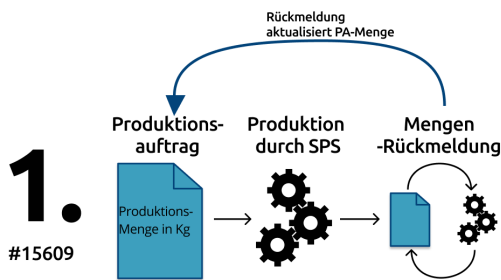 Rückmeldung
aktualisiert PA-Menge
Produktions-
auftrag
Produktion
durch SPS
Mengen
-Rückmeldung
1.
#15609
Produktions-
Menge in Kg